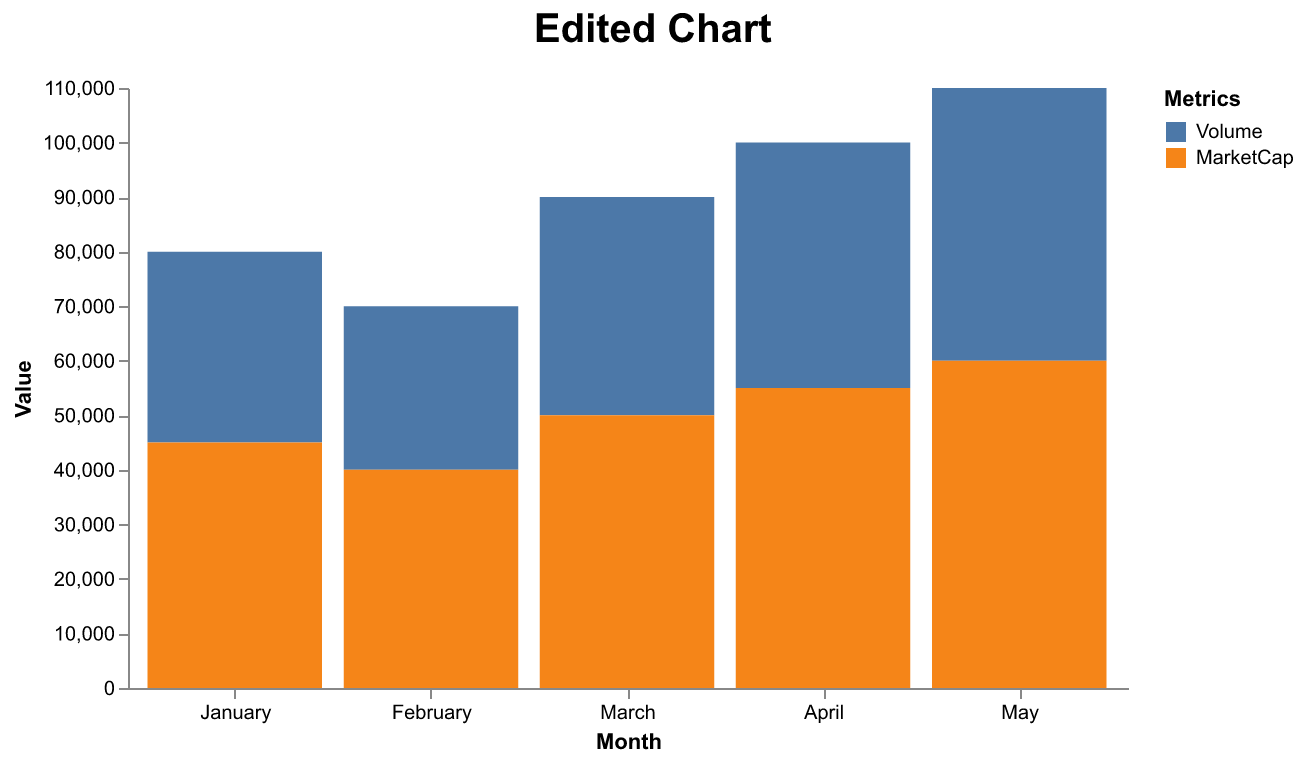 Edited Chart
Metrics
Volume
MarketCap
Value
110,000
100,000
90,000
80,000
70,000
60,000
50,000
40,000
30,000
20,000
10,000
0
January February March April May
Month